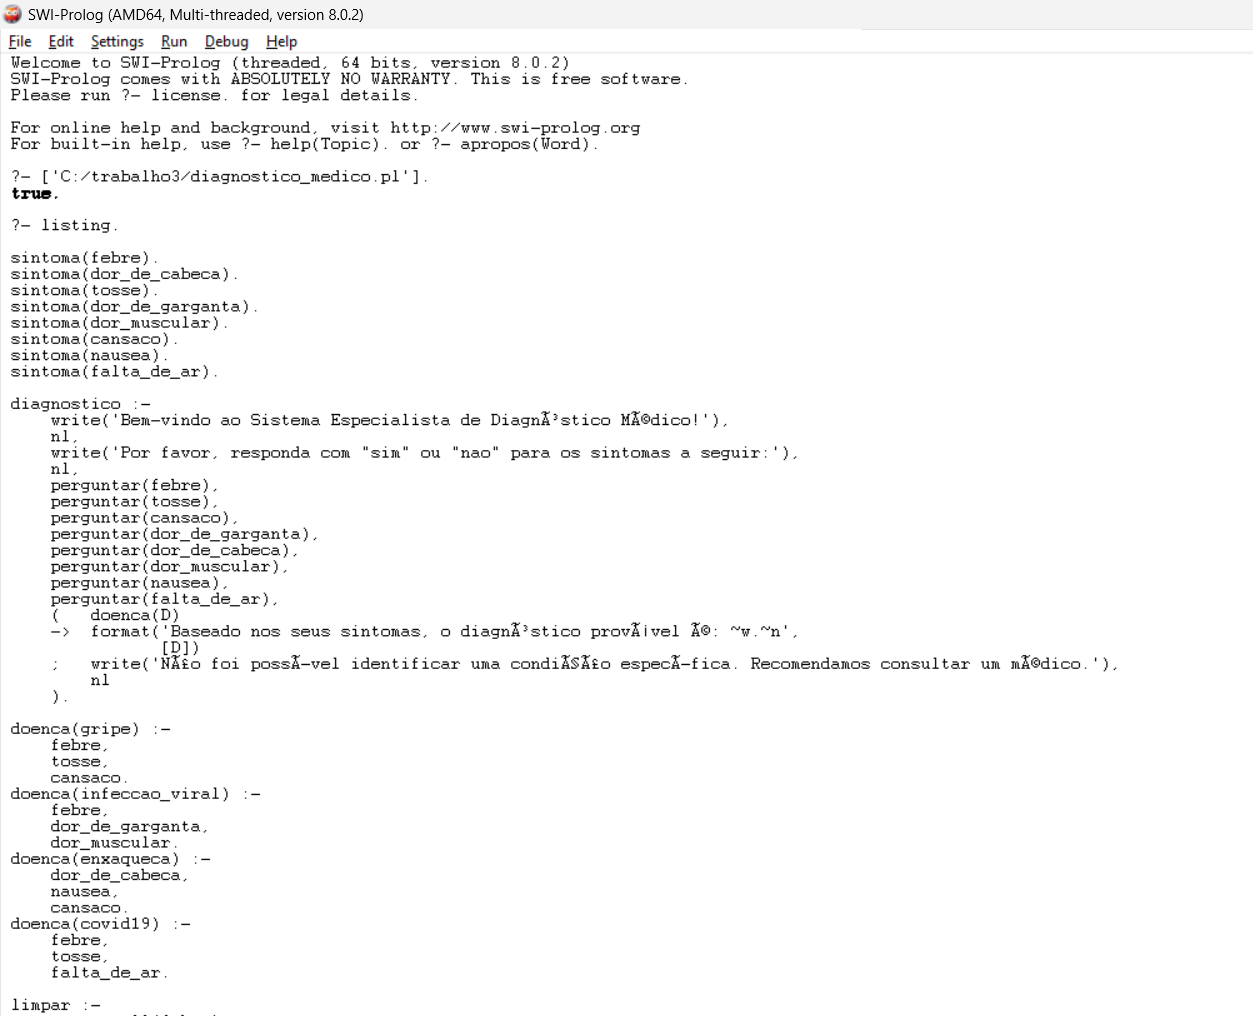 SWI-Prolog (AMD64, Multi-threaded, version 8.0.2)
File Edit Settings Run Debug Help
Welcome to SWI-Prolog (threaded, 64 bits, version 8.0.2)
SWI-Prolog comes with ABSOLUTELY NO WARRANTY. This is free software.
Please run ?- license. for legal details.

For online help and background, visit http://www.swi-prolog.org
For built-in help, use ?- help(Topic). or ?- apropos(Word).

?- ['C:/trabalho3/diagnostico_medico.pl'].
true.

?- listing.

sintoma(febre).
sintoma(dor_de_cabeca).
sintoma(tosse).
sintoma(dor_de_garganta).
sintoma(dor_muscular).
sintoma(cansaco).
sintoma(nausea).
sintoma(falta_de_ar).

diagnostico :-
    write('Bem-vindo ao Sistema Especialista de DiagnÃ³stico MÃ©dico!'),
    nl,
    write('Por favor, responda com "sim" ou "nao" para os sintomas a seguir:'),
    nl,
    perguntar(febre),
    perguntar(tosse),
    perguntar(cansaco),
    perguntar(dor_de_garganta),
    perguntar(dor_de_cabeca),
    perguntar(dor_muscular),
    perguntar(nausea),
    perguntar(falta_de_ar),
    (   doenca(D)
    ->  format('Baseado nos seus sintomas, o diagnÃ³stico provÃ¡vel Ã©: ~w.~n',
               [D])
    ;   write('NÃ£o foi possÃ-vel identificar uma condiÃ§Ã£o especÃ-fica. Recomendamos consultar um mÃ©dico.'),
        nl
    ).

doenca(gripe) :-
    febre,
    tosse,
    cansaco.
doenca(infeccao_viral) :-
    febre,
    dor_de_garganta,
    dor_muscular.
doenca(enxaqueca) :-
    dor_de_cabeca,
    nausea,
    cansaco.
doenca(covid19) :-
    febre,
    tosse,
    falta_de_ar.

limpar :-